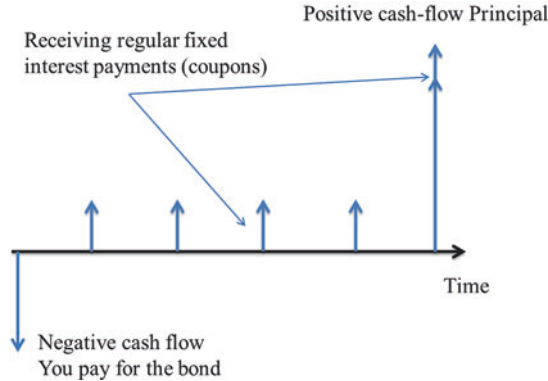 Positive cash-flow Principal
Receiving regular fixed
interest payments (coupons)
Time
Negative cash flow
You pay for the bond